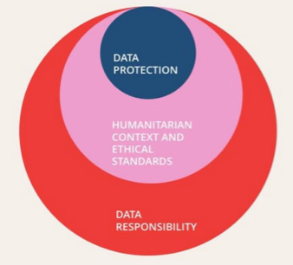 DATA
PROTECTION
HUMANITARIAN
CONTEXT AND
ETHICAL
STANDARDS
DATA
RESPONSIBILITY